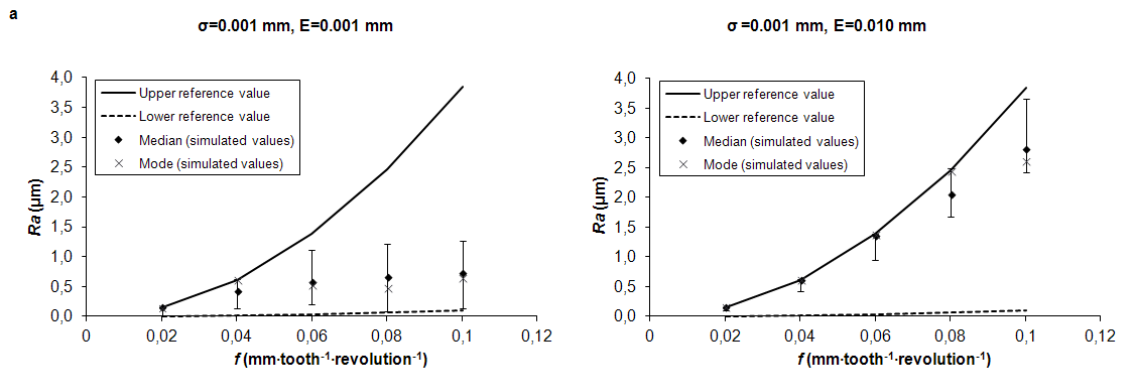 a
σ=0.001 mm, E=0.001 mm
4,0
3,5
3,0
2,5
2,0
1,5
1,0
0,5
0,0
Ra (μm)
Upper reference value
Lower reference value
Median (simulated values)
Mode (simulated values)
0 0,02 0,04 0,06 0,08 0,1 0,12
f (mm·tooth⁻¹·revolution⁻¹)
σ =0.001 mm, E=0.010 mm
4,0
3,5
3,0
2,5
2,0
1,5
1,0
0,5
0,0
Ra (μm)
Upper reference value
Lower reference value
Median (simulated values)
Mode (simulated values)
0 0,02 0,04 0,06 0,08 0,1 0,12
f (mm·tooth⁻¹·revolution⁻¹)